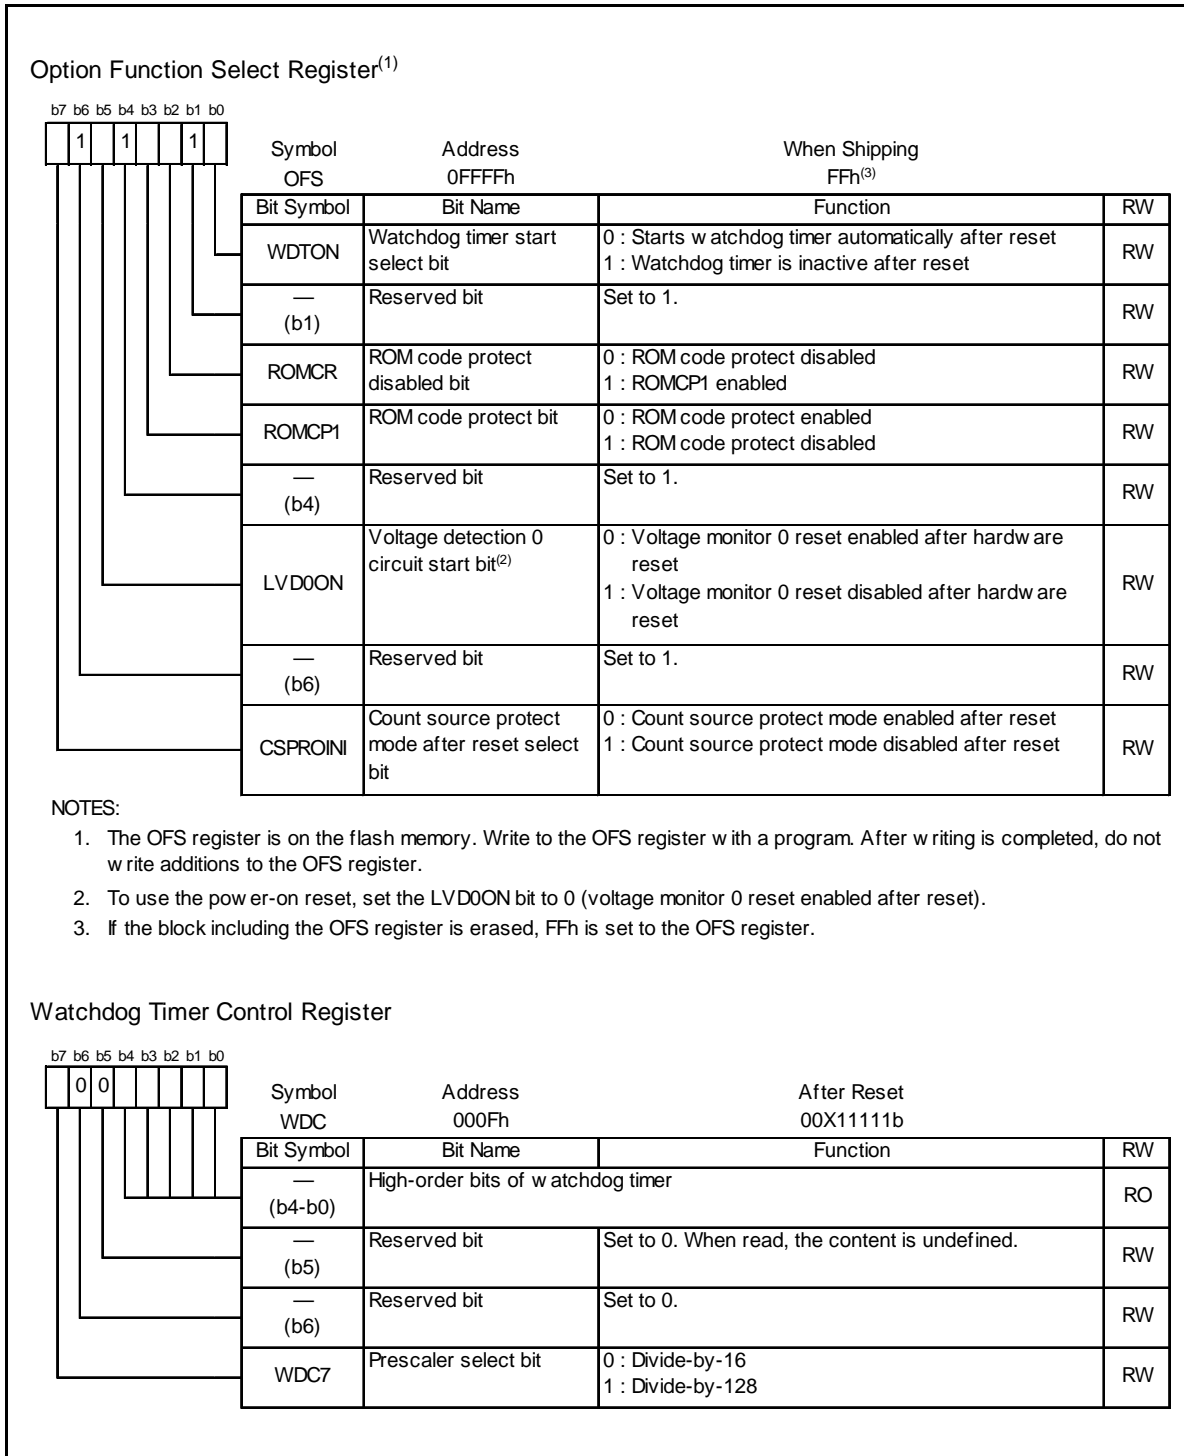 Option Function Select Register(1)
b7 b6 b5 b4 b3 b2 b1 b0
1 1 1
Symbol Address When Shipping
OFS 0FFFFh FFh(3)
Bit Symbol Bit Name Function RW
WDTON Watchdog timer start select bit 0 : Starts watchdog timer automatically after reset
1 : Watchdog timer is inactive after reset RW
— (b1) Reserved bit Set to 1. RW
ROMCR ROM code protect disabled bit 0 : ROM code protect disabled
1 : ROMCP1 enabled RW
ROMCP1 ROM code protect bit 0 : ROM code protect enabled
1 : ROM code protect disabled RW
— (b4) Reserved bit Set to 1. RW
LVD0ON Voltage detection 0 circuit start bit(2) 0 : Voltage monitor 0 reset enabled after hardware reset
1 : Voltage monitor 0 reset disabled after hardware reset RW
— (b6) Reserved bit Set to 1. RW
CSPROINI Count source protect mode after reset select bit 0 : Count source protect mode enabled after reset
1 : Count source protect mode disabled after reset RW
NOTES:
1. The OFS register is on the flash memory. Write to the OFS register with a program. After writing is completed, do not
write additions to the OFS register.
2. To use the power-on reset, set the LVD0ON bit to 0 (voltage monitor 0 reset enabled after reset).
3. If the block including the OFS register is erased, FFh is set to the OFS register.
Watchdog Timer Control Register
b7 b6 b5 b4 b3 b2 b1 b0
0 0
Symbol Address After Reset
WDC 000Fh 00X11111b
Bit Symbol Bit Name Function RW
— (b4-b0) High-order bits of watchdog timer RO
— (b5) Reserved bit Set to 0. When read, the content is undefined. RW
— (b6) Reserved bit Set to 0. RW
WDC7 Prescaler select bit 0 : Divide-by-16
1 : Divide-by-128 RW